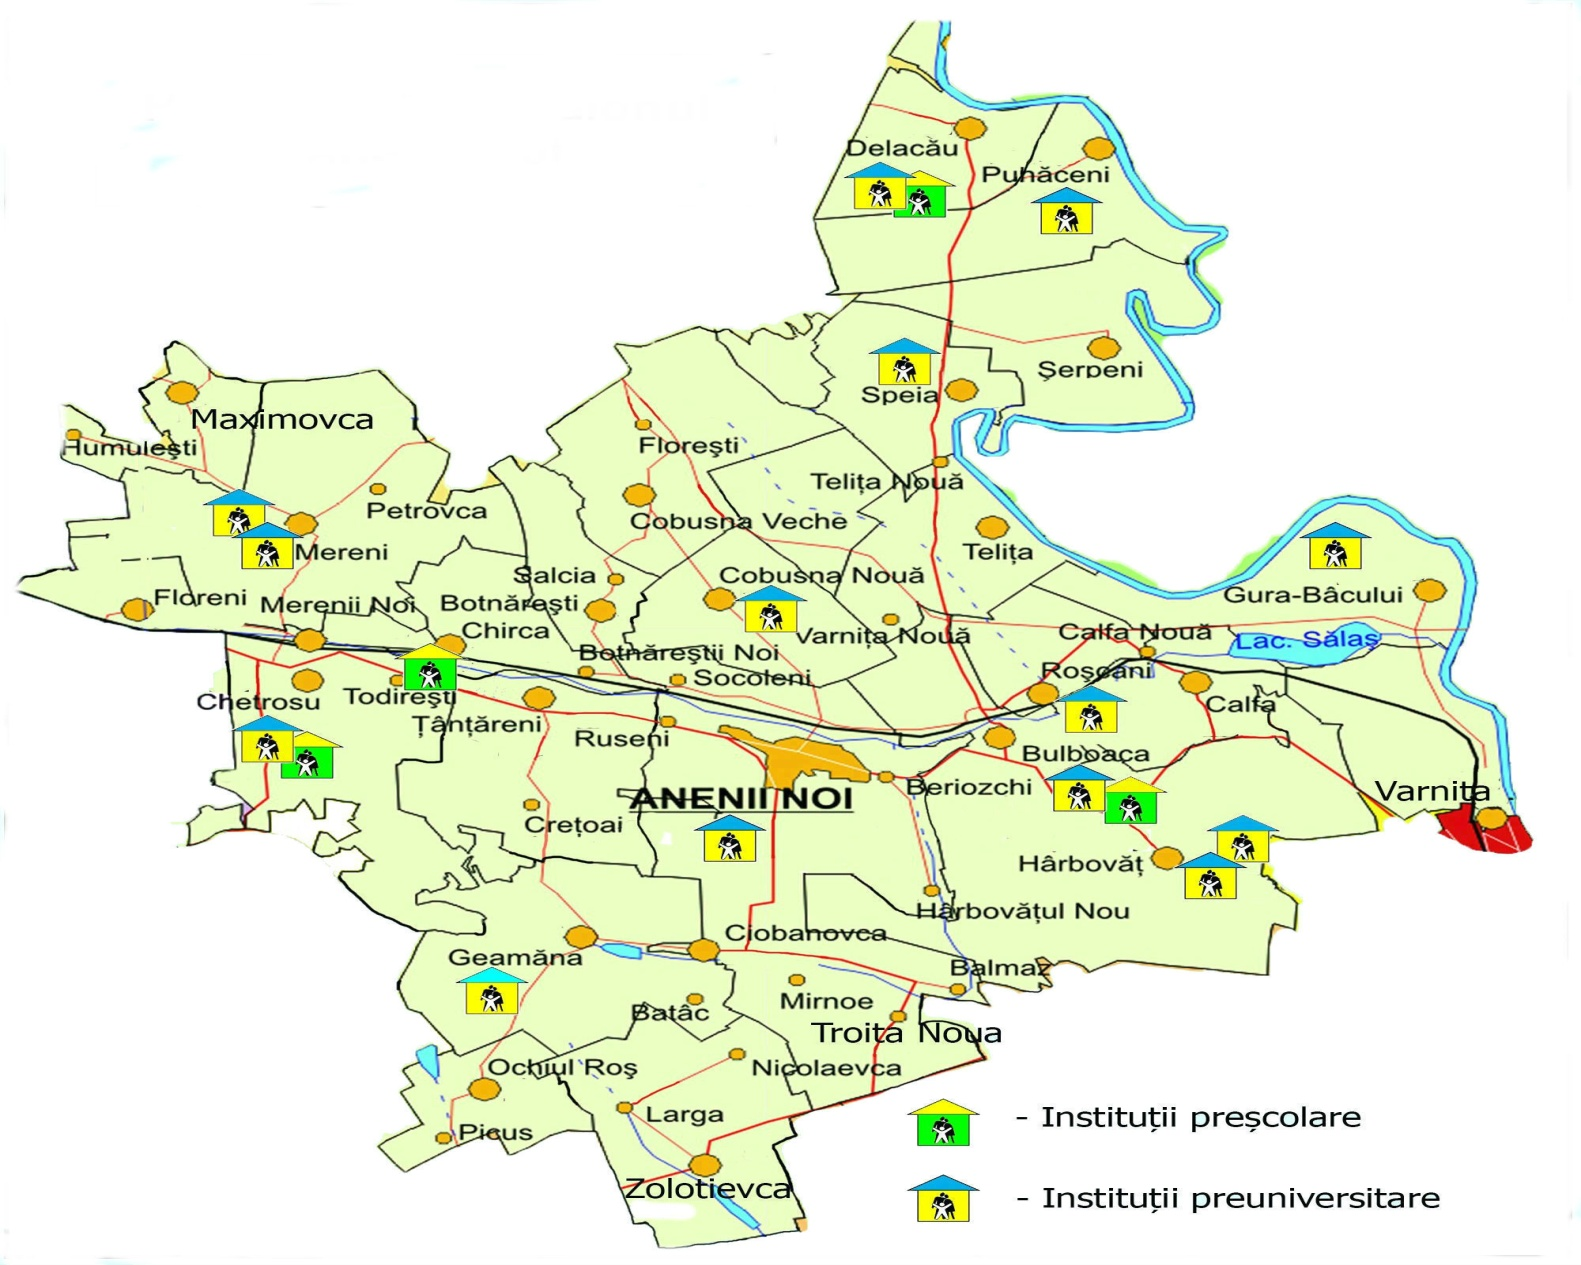 Delacău
Puhăceni
Şerpeni
Speia
Maximovca
Humuleşti
Floreşti
Teliţa Nouă
Petrovca
Cobusna Veche
Mereni
Teliţa
Salcia
Cobusna Nouă
Floreni
Merenii Noi
Botnăreşti
Gura-Bâcului
Chirca
Varniţa Nouă
Calfa Nouă
Lac. Sălaş
Botnăreştii Noi
Socoleni
Roşcani
Chetrosu
Todireşti
Calfa
Ţânţăreni
Ruseni
Bulboaca
Beriozchi
Varnita
ANENII NOI
Creţoai
Hârbovăţ
Hârbovăţul Nou
Ciobanovca
Geamăna
Balmaz
Mirnoe
Batâc
Troita Noua
Ochiul Roş
Nicolaevca
Larga
Picus
Zolotievca
- Instituţii preşcolare
- Instituţii preuniversitare